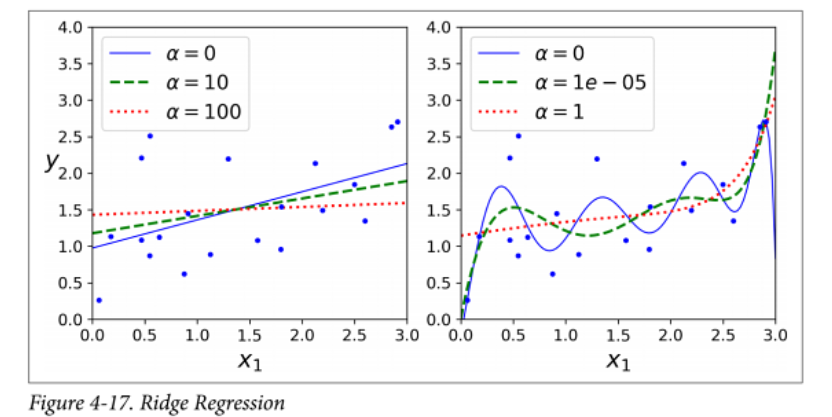 4.0
3.5
3.0
2.5
2.0
1.5
1.0
0.5
0.0
y
α = 0
α = 10
α = 100
0.0 0.5 1.0 1.5 2.0 2.5 3.0
x₁
4.0
3.5
3.0
2.5
2.0
1.5
1.0
0.5
0.0
α = 0
α = 1e − 05
α = 1
0.0 0.5 1.0 1.5 2.0 2.5 3.0
x₁
Figure 4-17. Ridge Regression